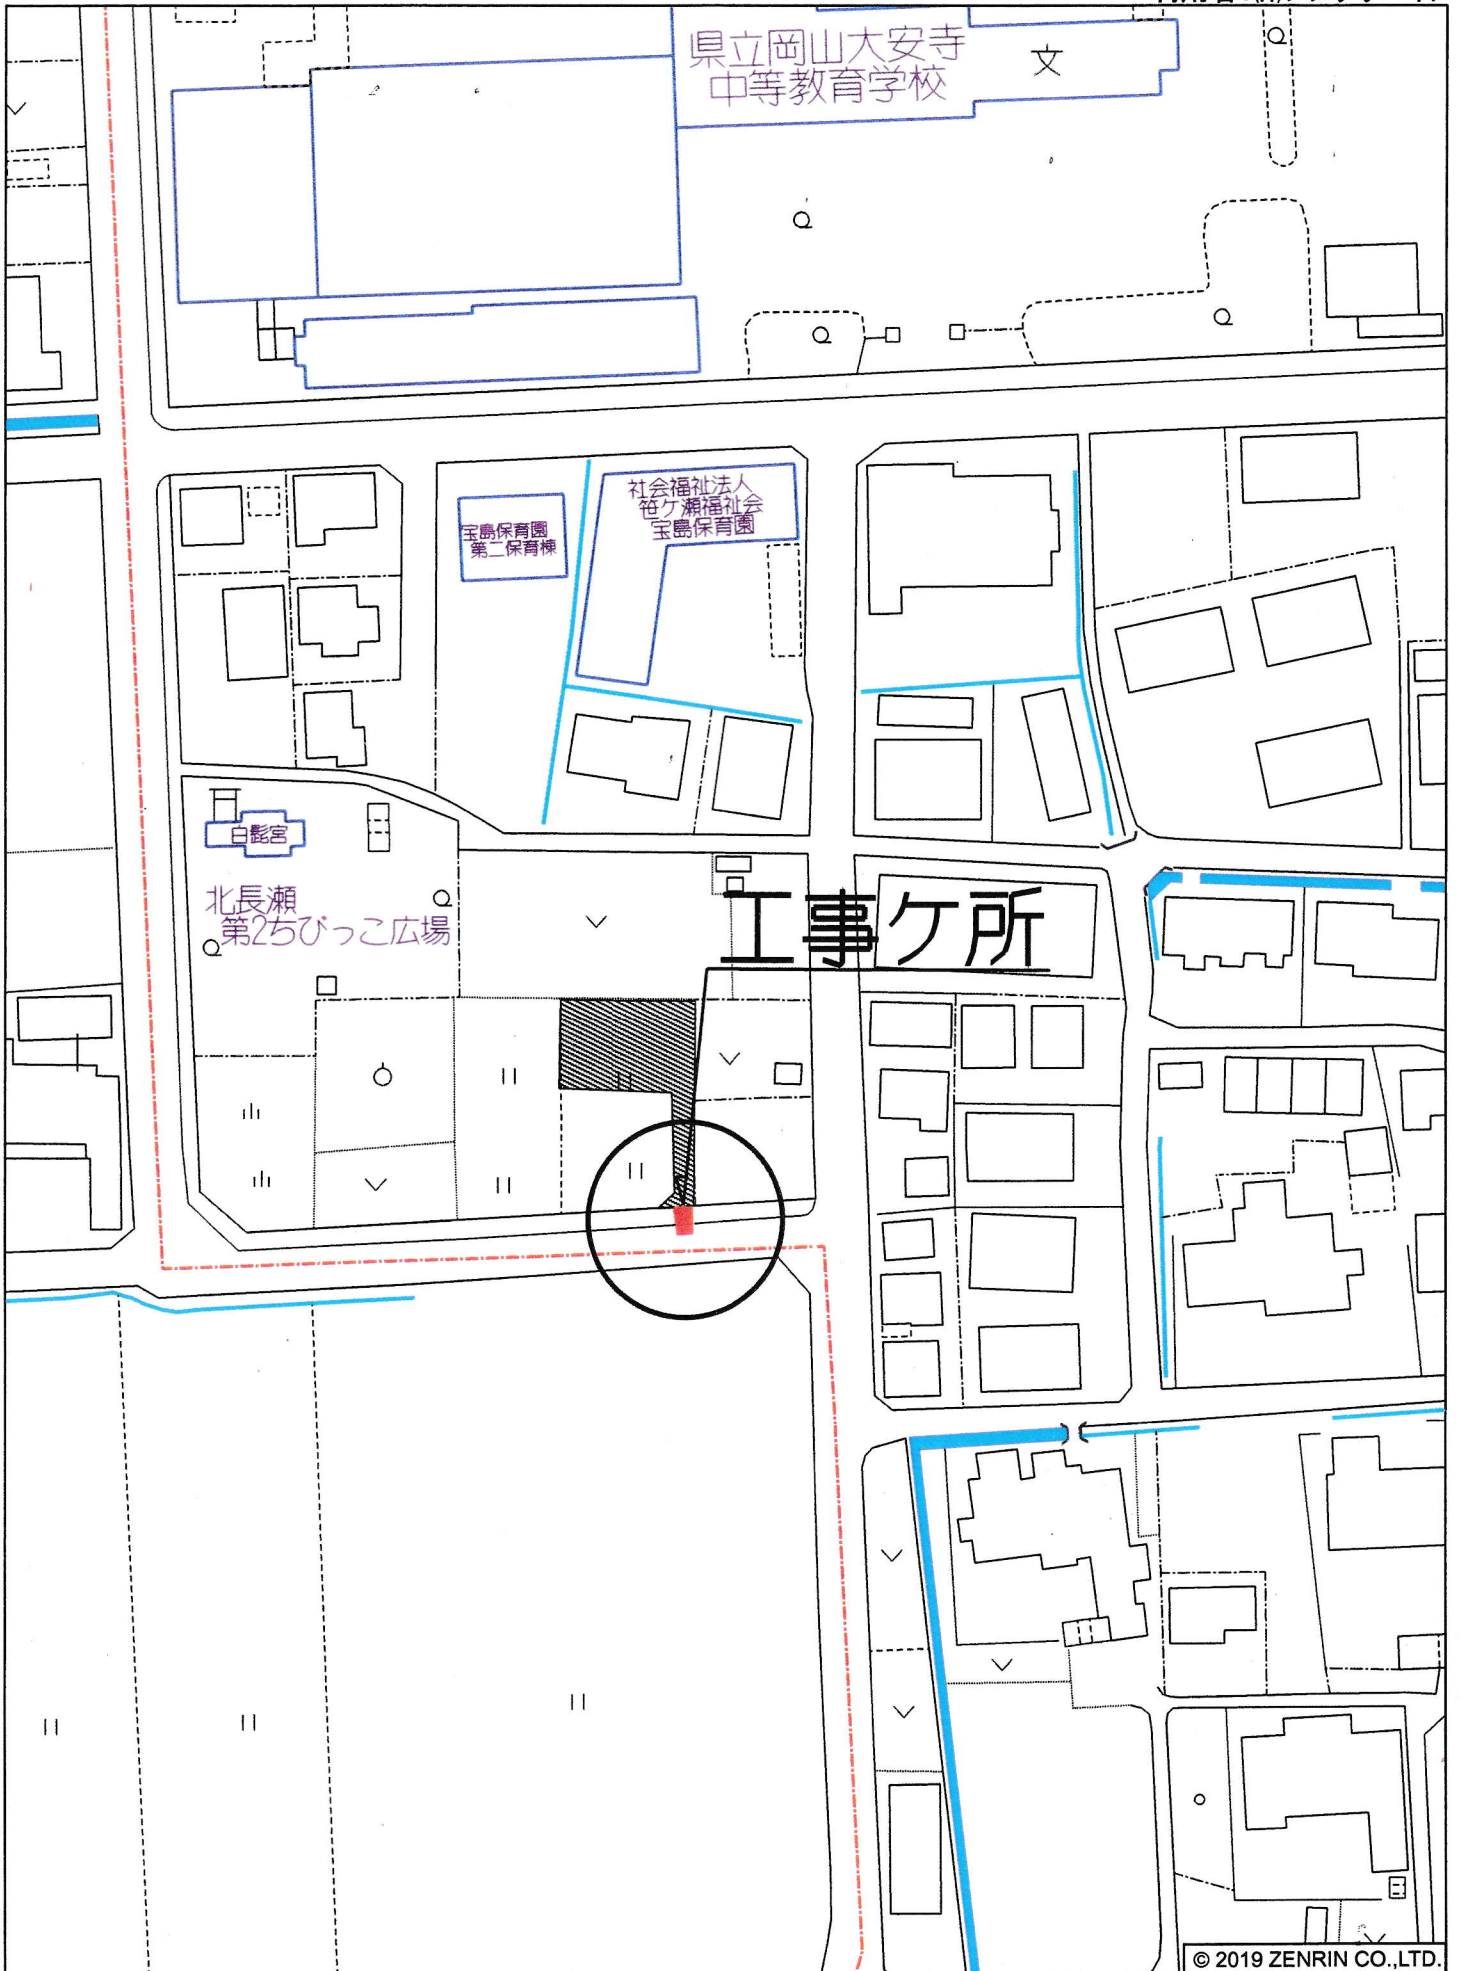 県立岡山大安寺
中等教育学校
文
社会福祉法人
笹ケ瀬福祉会
宝島保育園
宝島保育園
第二保育棟
白髭宮
北長瀬
第2ちびっこ広場
工事ケ所
© 2019 ZENRIN CO.,LTD.